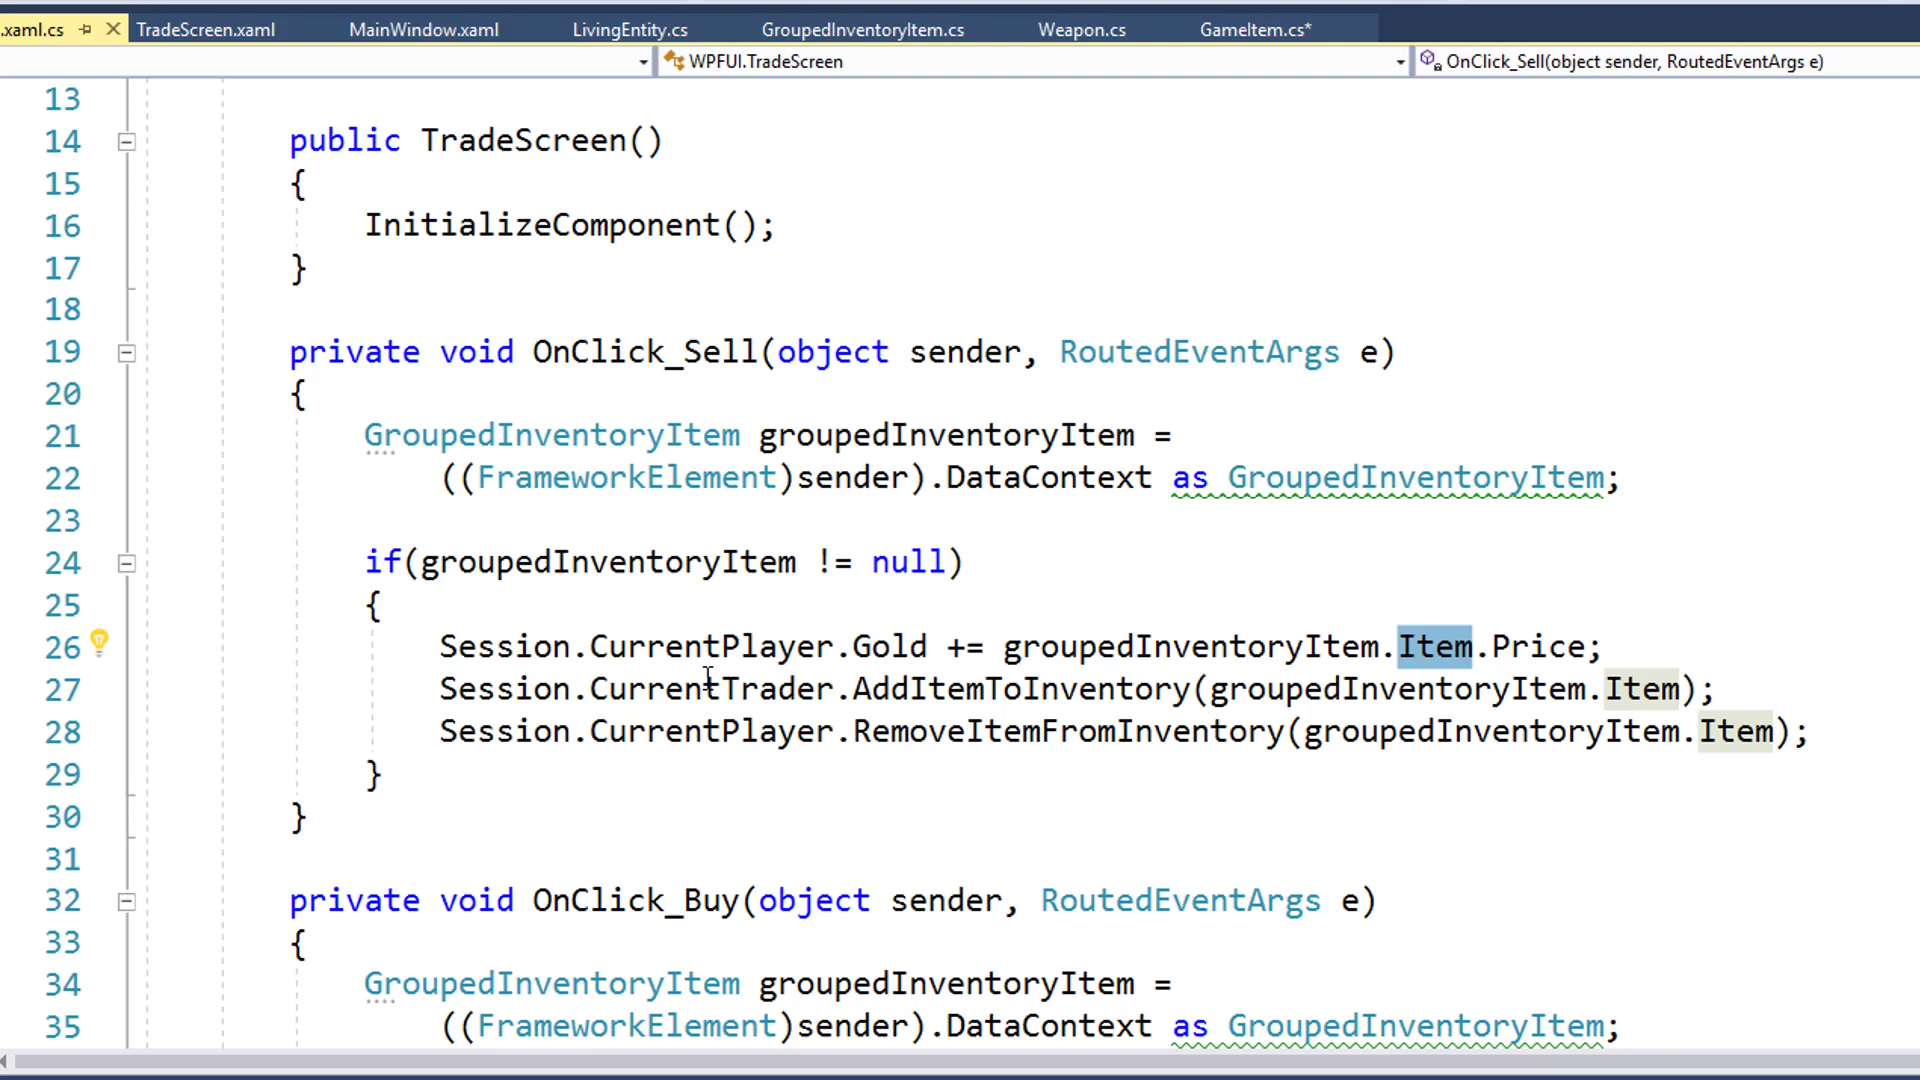 .xaml.cs TradeScreen.xaml MainWindow.xaml LivingEntity.cs GroupedInventoryItem.cs Weapon.cs GameItem.cs*
WPFUI.TradeScreen OnClick_Sell(object sender, RoutedEventArgs e)
13
14 public TradeScreen()
15 {
16 InitializeComponent();
17 }
18
19 private void OnClick_Sell(object sender, RoutedEventArgs e)
20 {
21 GroupedInventoryItem groupedInventoryItem =
22 ((FrameworkElement)sender).DataContext as GroupedInventoryItem;
23
24 if(groupedInventoryItem != null)
25 {
26 Session.CurrentPlayer.Gold += groupedInventoryItem.Item.Price;
27 Session.CurrentTrader.AddItemToInventory(groupedInventoryItem.Item);
28 Session.CurrentPlayer.RemoveItemFromInventory(groupedInventoryItem.Item);
29 }
30 }
31
32 private void OnClick_Buy(object sender, RoutedEventArgs e)
33 {
34 GroupedInventoryItem groupedInventoryItem =
35 ((FrameworkElement)sender).DataContext as GroupedInventoryItem;